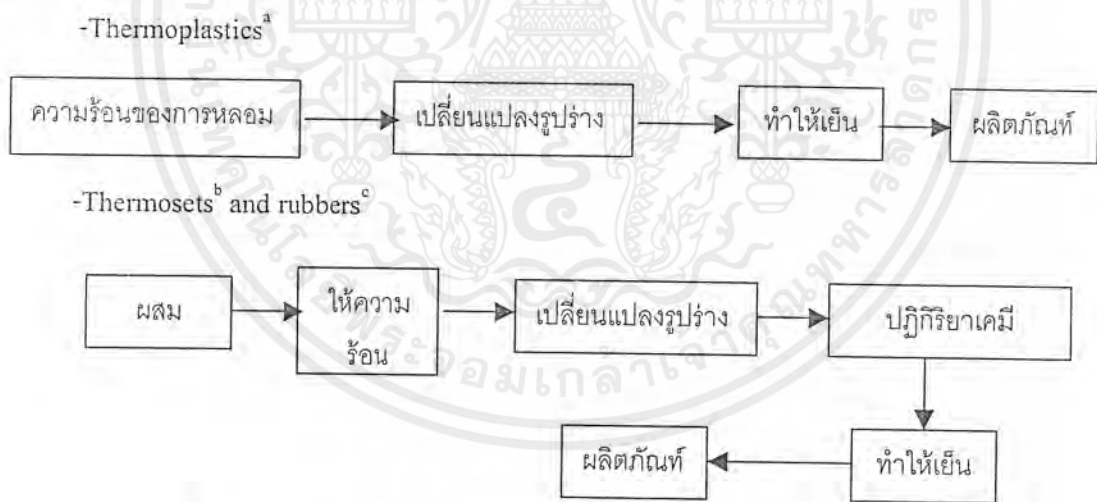 -Thermoplasticsᵃ
ความร้อนของการหลอม
เปลี่ยนแปลงรูปร่าง
ทำให้เย็น
ผลิตภัณฑ์
-Thermosetsᵇ and rubbersᶜ
ผสม
ให้ความ
ร้อน
เปลี่ยนแปลงรูปร่าง
ปฏิกิริยาเคมี
ผลิตภัณฑ์
ทำให้เย็น